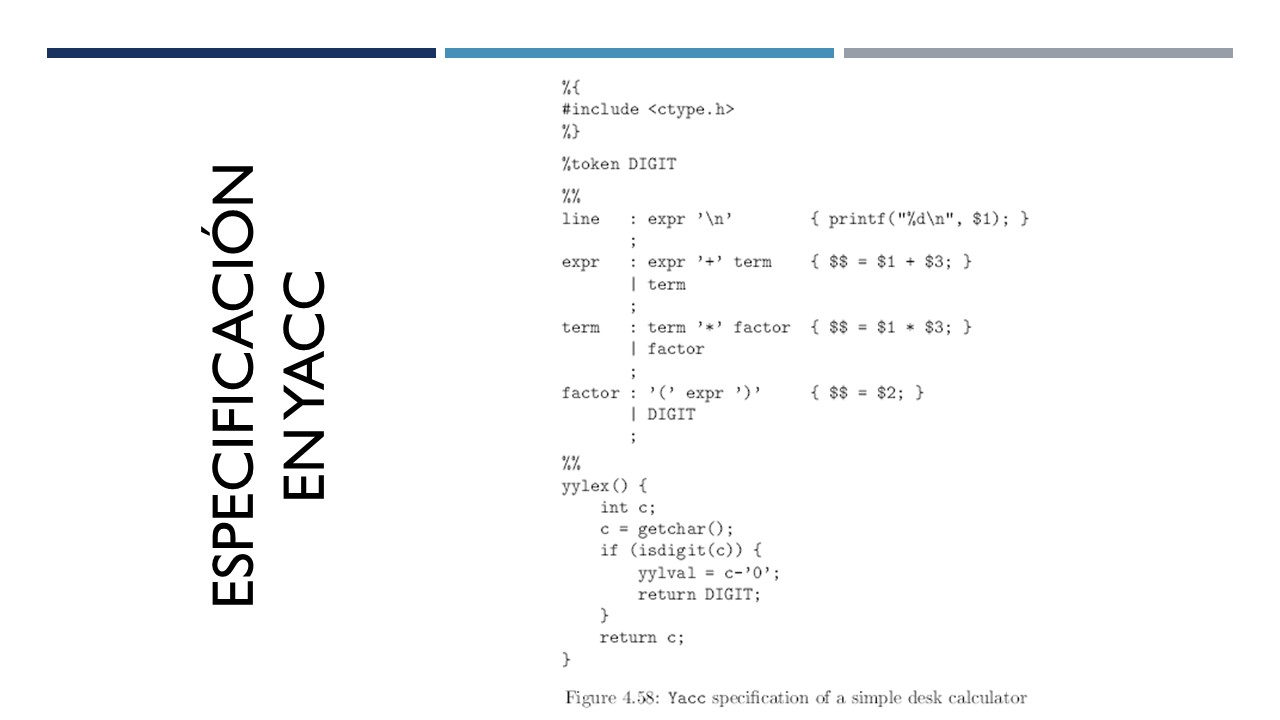 ESPECIFICACIÓN
EN YACC
%{
#include <ctype.h>
%}
%token DIGIT
%%
line   : expr '\n'        { printf("%d\n", $1); }
       ;
expr   : expr '+' term    { $$ = $1 + $3; }
       | term
       ;
term   : term '*' factor  { $$ = $1 * $3; }
       | factor
       ;
factor : '(' expr ')'     { $$ = $2; }
       | DIGIT
       ;
%%
yylex() {
    int c;
    c = getchar();
    if (isdigit(c)) {
        yylval = c-'0';
        return DIGIT;
    }
    return c;
}
Figure 4.58: Yacc specification of a simple desk calculator